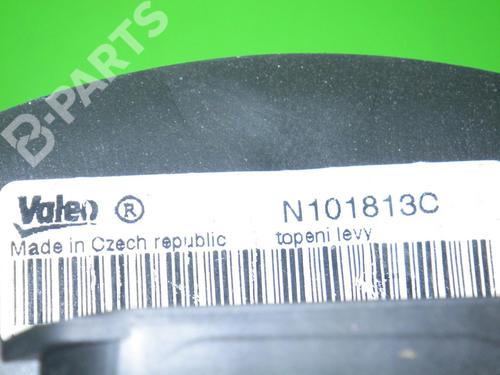 B-PARTS
Valeo ® N101813C
Made in Czech republic topeni levy